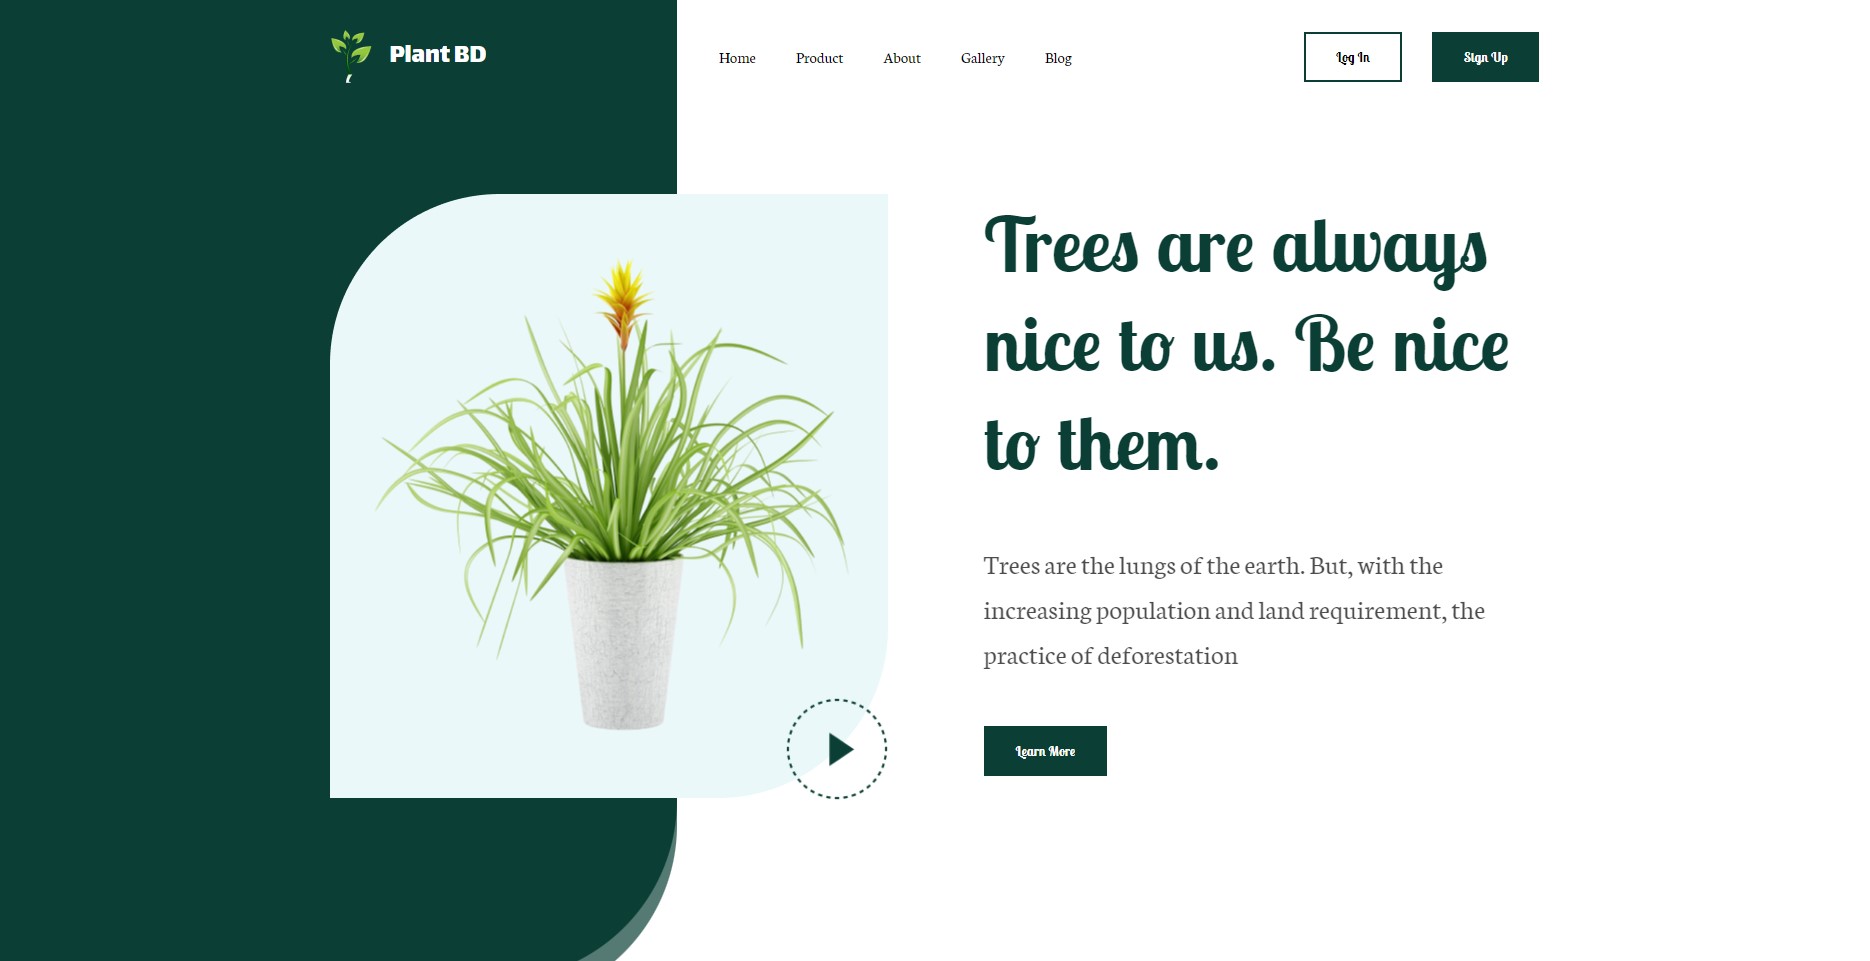 Plant BD
Home Product About Gallery Blog
Log In
Sign Up
Trees are always
nice to us. Be nice
to them.
Trees are the lungs of the earth. But, with the
increasing population and land requirement, the
practice of deforestation
Learn More